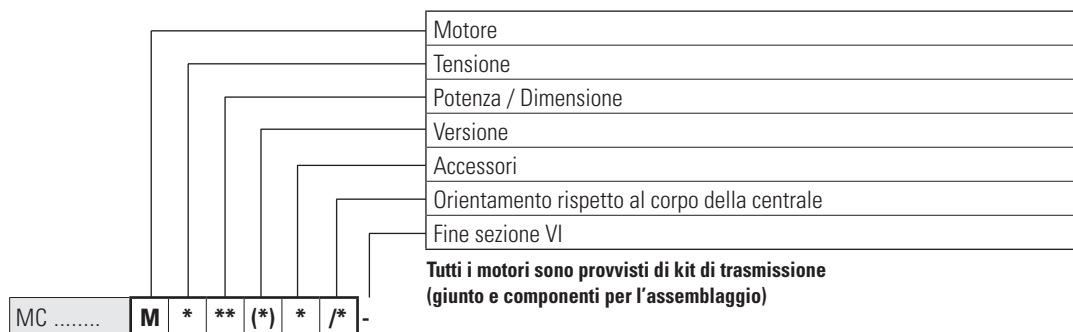 Motore
Tensione
Potenza / Dimensione
Versione
Accessori
Orientamento rispetto al corpo della centrale
Fine sezione VI
Tutti i motori sono provvisti di kit di trasmissione
(giunto e componenti per l'assemblaggio)
MC ........ M * ** (*) * /* -